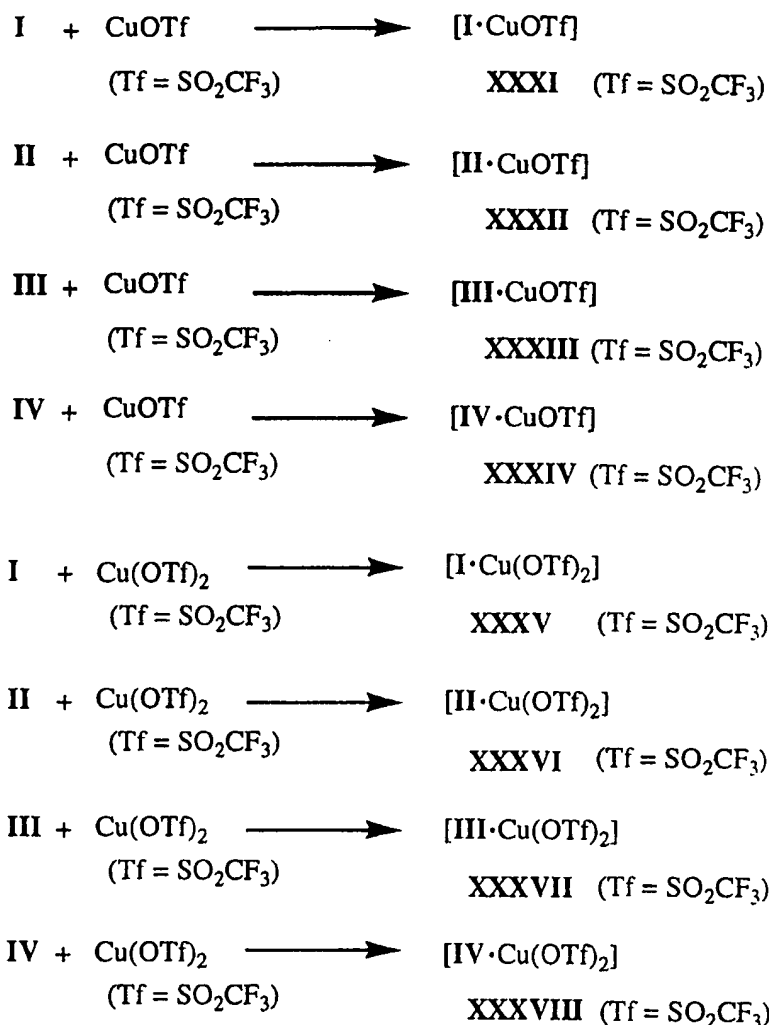 I + CuOTf [I·CuOTf]
(Tf = SO₂CF₃) XXXI (Tf = SO₂CF₃)
II + CuOTf [II·CuOTf]
(Tf = SO₂CF₃) XXXII (Tf = SO₂CF₃)
III + CuOTf [III·CuOTf]
(Tf = SO₂CF₃) XXXIII (Tf = SO₂CF₃)
IV + CuOTf [IV·CuOTf]
(Tf = SO₂CF₃) XXXIV (Tf = SO₂CF₃)
I + Cu(OTf)₂ [I·Cu(OTf)₂]
(Tf = SO₂CF₃) XXXV (Tf = SO₂CF₃)
II + Cu(OTf)₂ [II·Cu(OTf)₂]
(Tf = SO₂CF₃) XXXVI (Tf = SO₂CF₃)
III + Cu(OTf)₂ [III·Cu(OTf)₂]
(Tf = SO₂CF₃) XXXVII (Tf = SO₂CF₃)
IV + Cu(OTf)₂ [IV·Cu(OTf)₂]
(Tf = SO₂CF₃) XXXVIII (Tf = SO₂CF₃)